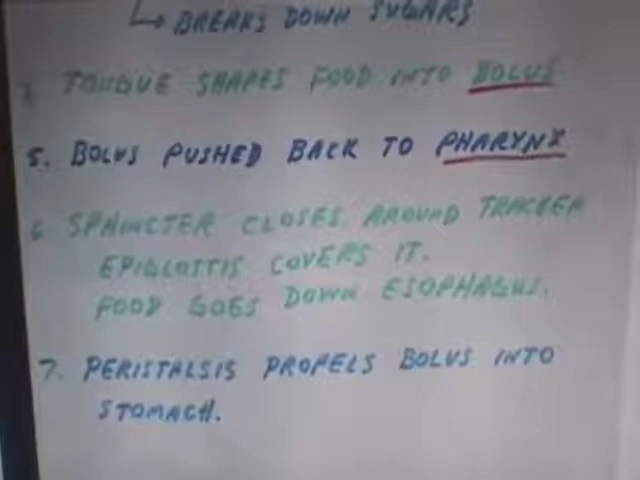 ↳ BREAKS DOWN SUGARS
TONGUE SHAPES FOOD INTO BOLUS
5. BOLUS PUSHED BACK TO PHARYNX
6. SPHINCTER CLOSES AROUND TRACHEA
EPIGLOTTIS COVERS IT.
FOOD GOES DOWN ESOPHAGUS.
7. PERISTALSIS PROPELS BOLUS INTO
STOMACH.